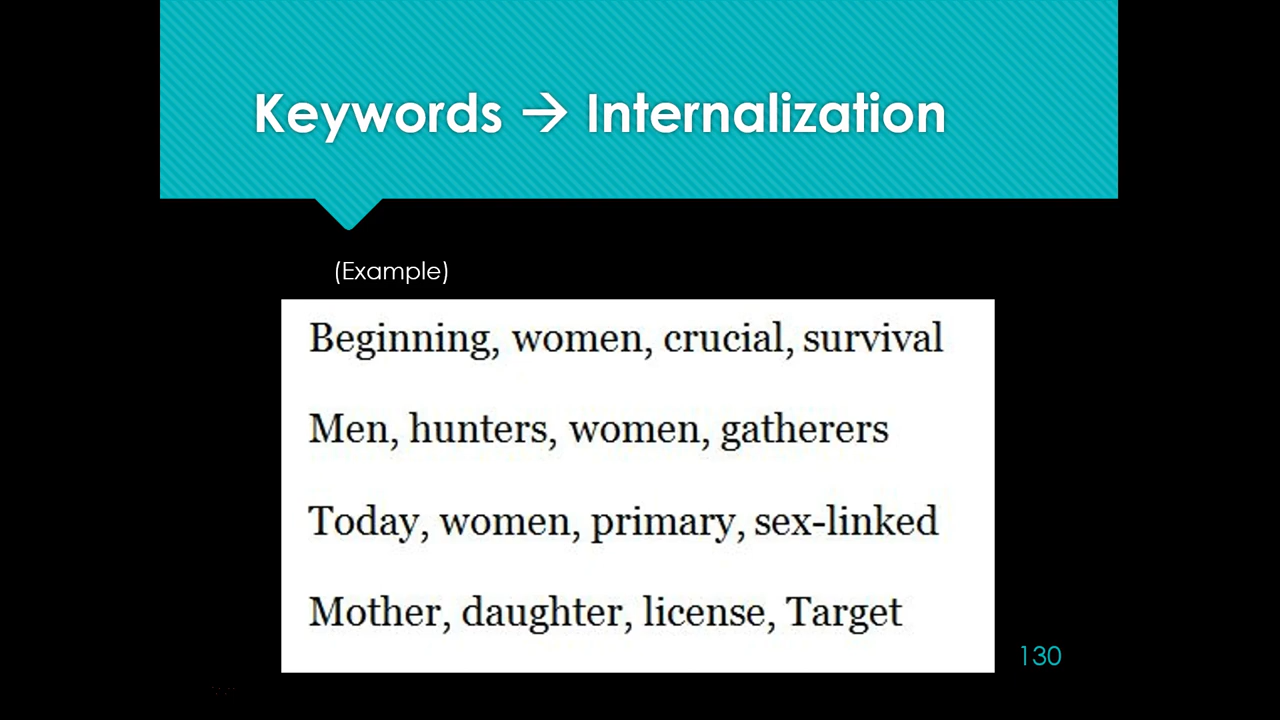 Keywords → Internalization
(Example)
Beginning, women, crucial, survival
Men, hunters, women, gatherers
Today, women, primary, sex-linked
Mother, daughter, license, Target
130